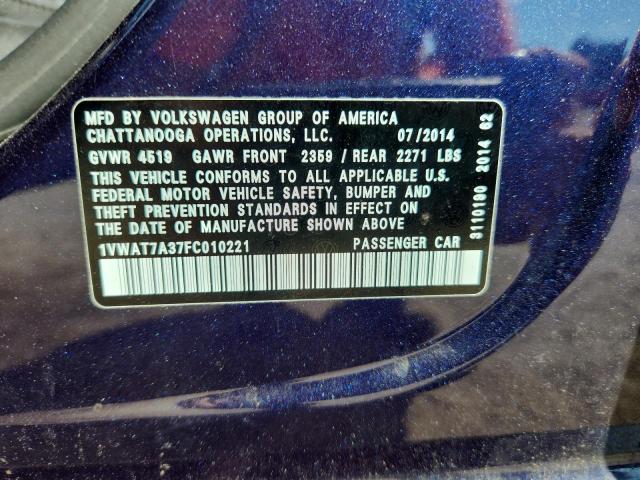 MFD BY VOLKSWAGEN GROUP OF AMERICA
CHATTANOOGA OPERATIONS, LLC. 07/2014
GVWR 4519 GAWR FRONT 2359 / REAR 2271 LBS
THIS VEHICLE CONFORMS TO ALL APPLICABLE U.S.
FEDERAL MOTOR VEHICLE SAFETY, BUMPER AND
THEFT PREVENTION STANDARDS IN EFFECT ON
THE DATE OF MANUFACTURE SHOWN ABOVE
1VWAT7A37FC010221 PASSENGER CAR
3110190 2014 02